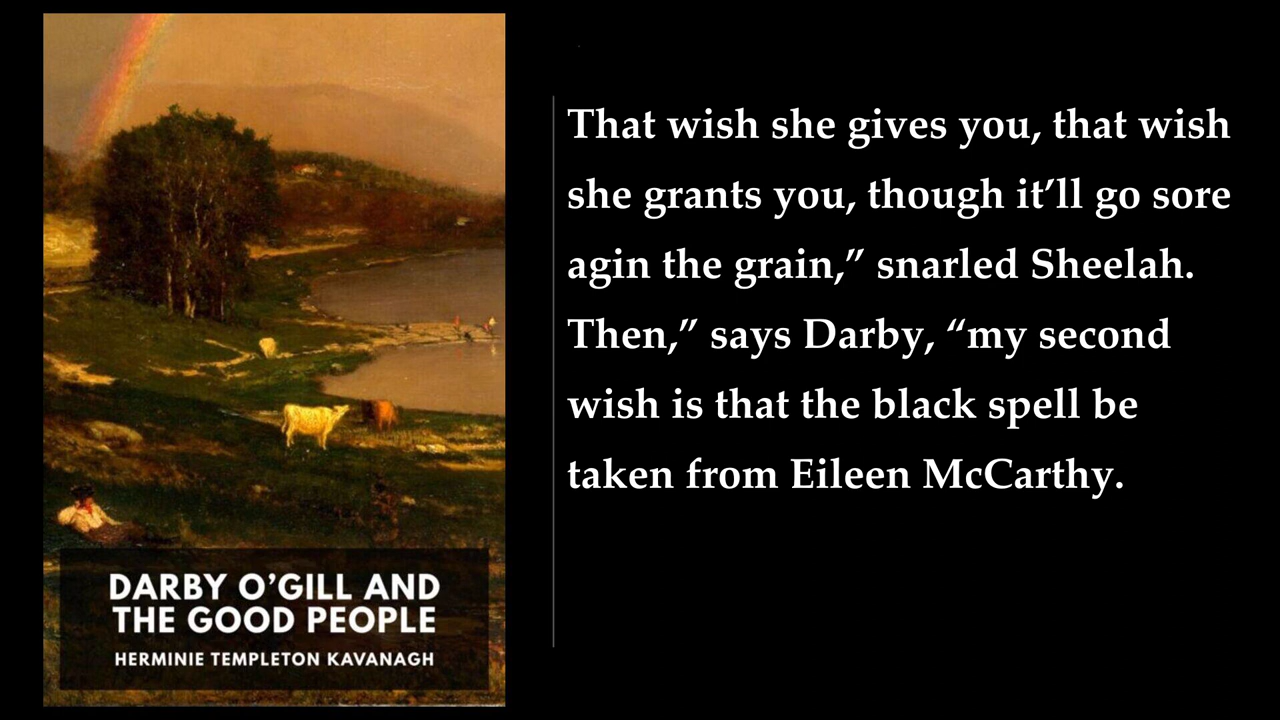 That wish she gives you, that wish
she grants you, though it’ll go sore
agin the grain,” snarled Sheelah.
Then,” says Darby, “my second
wish is that the black spell be
taken from Eileen McCarthy.
DARBY O’GILL AND
THE GOOD PEOPLE
HERMINIE TEMPLETON KAVANAGH